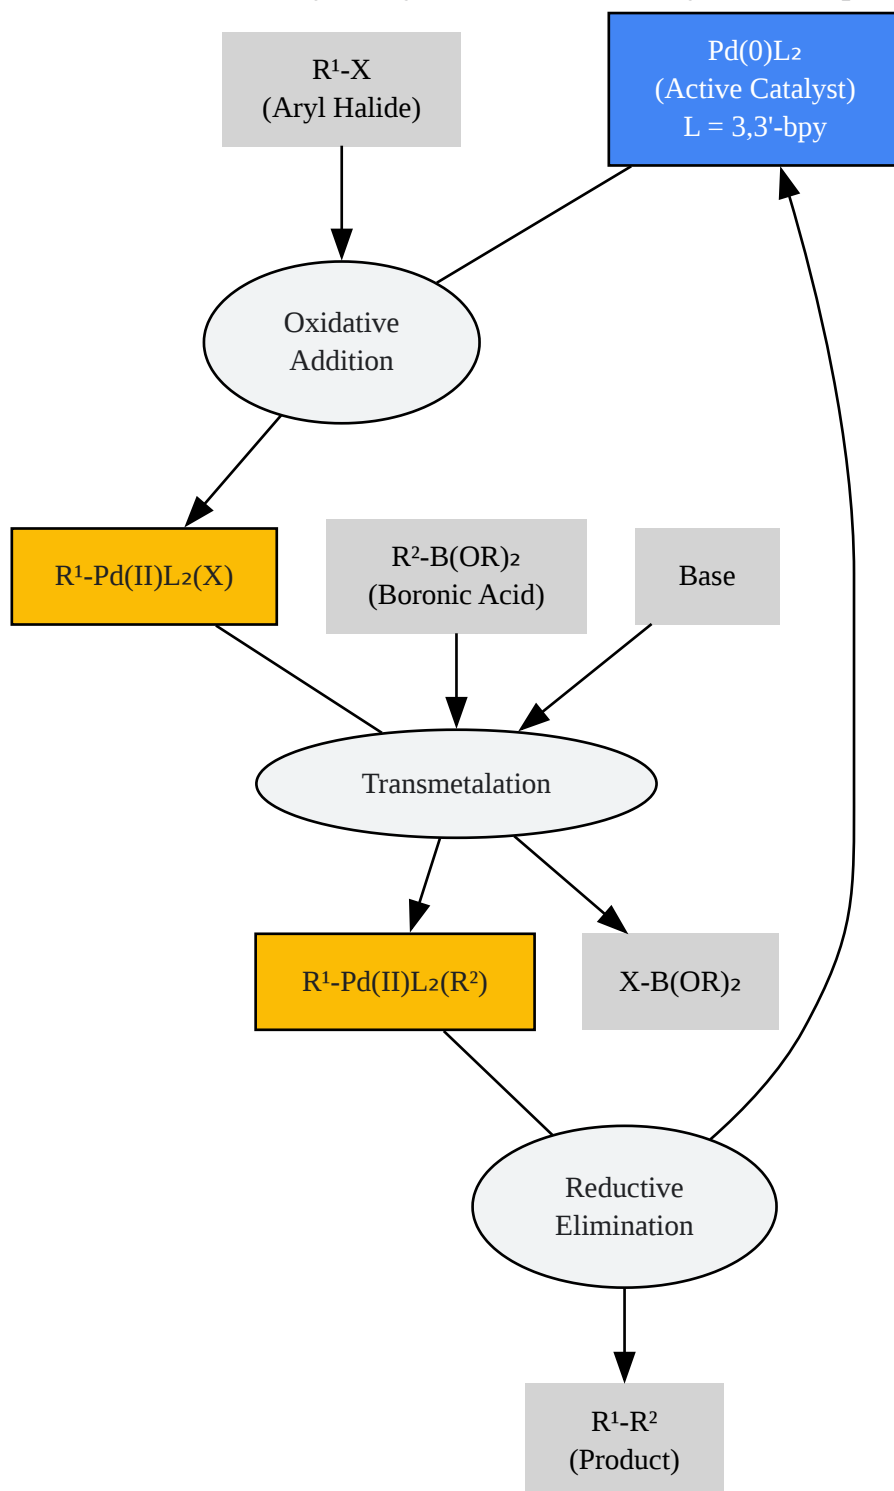 R¹-X
(Aryl Halide)
Pd(0)L₂
(Active Catalyst)
L = 3,3'-bpy
Oxidative
Addition
R¹-Pd(II)L₂(X)
R²-B(OR)₂
(Boronic Acid)
Base
Transmetalation
R¹-Pd(II)L₂(R²)
X-B(OR)₂
Reductive
Elimination
R¹-R²
(Product)